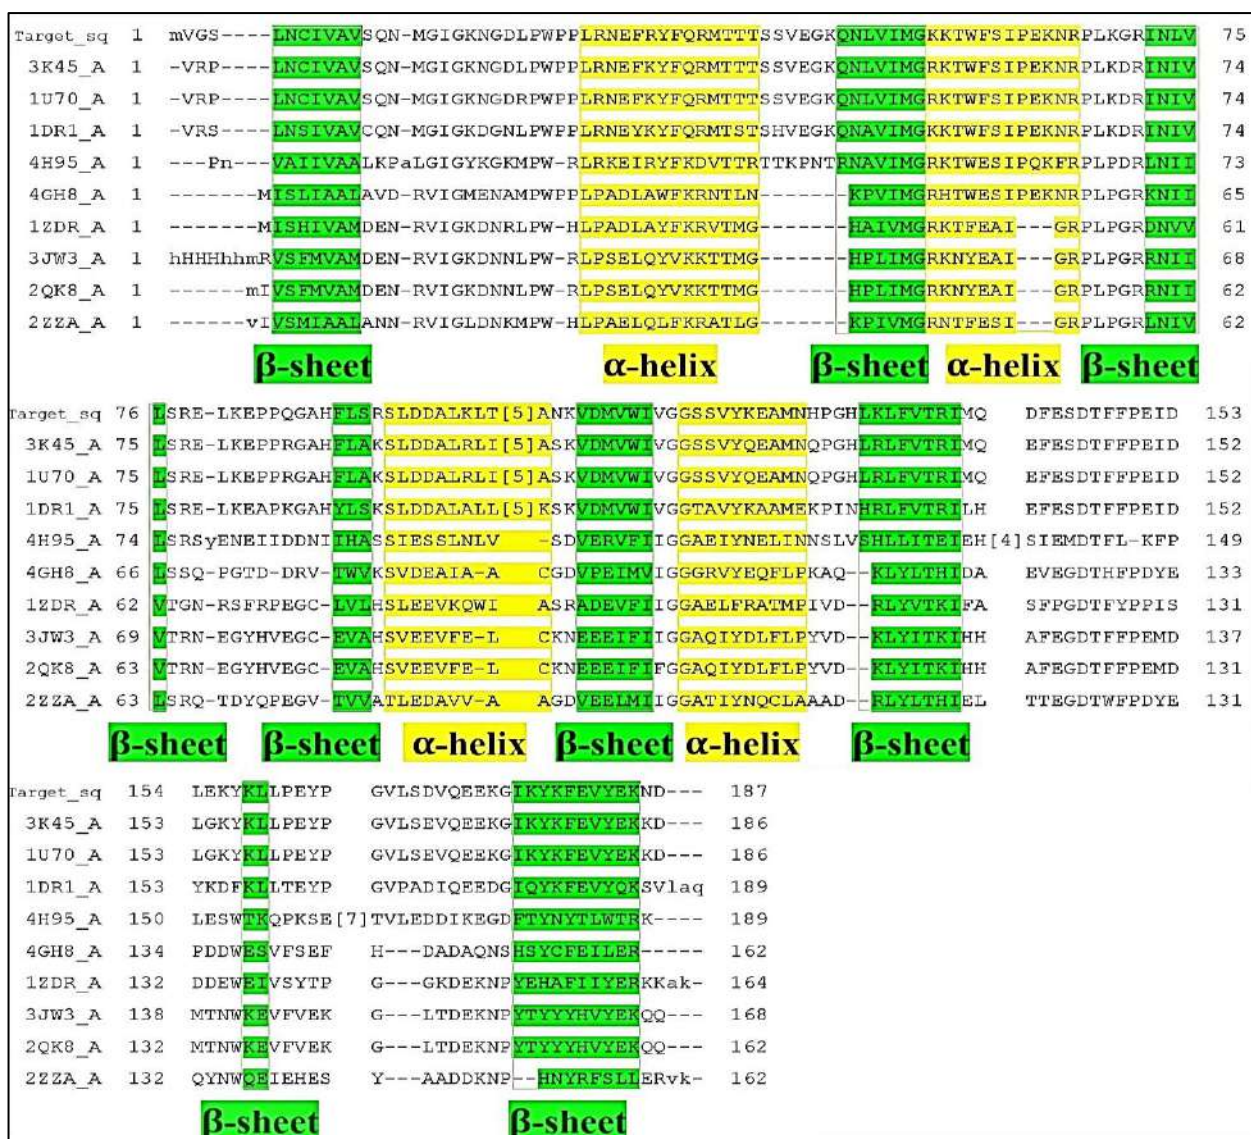 Target_sq 1 mVGS----LNCIVAVSQN-MGIGKNGDLPWPPLRNEFRYFQRMTTTSSVEGKQNLVIMGKKTWFSIPEKNRPLKGRINLV 75
3K45_A 1 -VRP----LNCIVAVSQN-MGIGKNGDLPWPPLRNEFKYFQRMTTTSSVEGKQNLVIMGRKTWFSIPEKNRPLKDRINIV 74
1U70_A 1 -VRP----LNCIVAVSQN-MGIGKNGDRPWPPLRNEFKYFQRMTTTSSVEGKQNLVIMGRKTWFSIPEKNRPLKDRINIV 74
1DR1_A 1 -VRS----LNSIVAVCQN-MGIGKDGNLPWPPLRNEYKYFQRMTSTSHVEGKQNAVIMGKKTWFSIPEKNRPLKDRINIV 74
4H95_A 1 ---Pn---VAIIVAALKPaLGIGYKGKMPWR-LRKEIRYFKDVTTRTTKPNTRNAVIMGRKTWESIPQKFRPLPDRLNII 73
4GH8_A 1 -------MISLIAALAVD-RVIGMENAMPWPPLPADLAWFKRNTLN-------KPVIMGRHTWESIPEKNRPLPGRKNII 65
1ZDR_A 1 -------MISHIVAMDEN-RVIGKDNRLPW-HLPADLAYFKRVTMG-------HAIVMGRKTFEAI---GRPLPGRDNVV 61
3JW3_A 1 hHHHhhmRVSFMVAMDEN-RVIGKDNNLPW-RLPSELQYVKKTTMG-------HPLIMGRKNYEAI---GRPLPGRRNII 68
2QK8_A 1 ------mIVSFMVAMDEN-RVIGKDNNLPW-RLPSELQYVKKTTMG-------HPLIMGRKNYEAI---GRPLPGRRNII 62
2ZZA_A 1 ------vIVSMIAALANN-RVIGLDNKMPW-HLPAELQLFKRATLG-------KPIVMGRNTFESI---GRPLPGRLNIV 62
β-sheet α-helix β-sheet α-helix β-sheet
Target_sq 76 LSRE-LKEPPQGAHFLSRSLDDALKLT[5]ANKVDMVWIVGGSSVYKEAMNHPGHLKLFVTRIMQ DFESDTFFPEID 153
3K45_A 75 LSRE-LKEPPRGAHFLAKSLDDALRLI[5]ASKVDMVWIVGGSSVYQEAMNQPGHLRLFVTRIMQ EFESDTFFPEID 152
1U70_A 75 LSRE-LKEPPRGAHFLAKSLDDALRLI[5]ASKVDMVWIVGGSSVYQEAMNQPGHLRLFVTRIMQ EFESDTFFPEID 152
1DR1_A 75 LSRE-LKEAPKGAHYLSKSLDDALALL[5]KSKVDMVWIVGGTAVYKAAMEKPINHRLFVTRILH EFESDTFFPEID 152
4H95_A 74 LSRSyENEIIDDNIIHASSIESSLNLV -SDVERVFIIGGAEIYNELINNSLVSHLLITEIEH[4]SIEMDTFL-KFP 149
4GH8_A 66 LSSQ-PGTD-DRV-TWVKSVDEAIA-A CGDVPEIMVIGGGRVYEQFLPKAQ--KLYLTHIDA EVEGDTHFPDYE 133
1ZDR_A 62 VTGN-RSFRPEGC-LVLHSLEEVKQWI ASRADEVFIIGGAELFRATMPIVD--RLYVTKIFA SFPGDTFYPPIS 131
3JW3_A 69 VTRN-EGYHVEGC-EVAHSVEEVFE-L CKNEEEIFIIGGAQIYDLFLPYVD--KLYITKIHH AFEGDTFFPEMD 137
2QK8_A 63 VTRN-EGYHVEGC-EVAHSVEEVFE-L CKNEEEIFIFGGAQIYDLFLPYVD--KLYITKIHH AFEGDTFFPEMD 131
2ZZA_A 63 LSRQ-TDYQPEGV-TVVATLEDAVV-A AGDVEELMIIGGATIYNQCLAAAD--RLYLTHIEL TTEGDTWFPDYE 131
β-sheet β-sheet α-helix β-sheet α-helix β-sheet
Target_sq 154 LEKYKLLPEYP GVLSDVQEEKGIKYKFEVYEKND--- 187
3K45_A 153 LGKYKLLPEYP GVLSEVQEEKGIKYKFEVYEKKD--- 186
1U70_A 153 LGKYKLLPEYP GVLSEVQEEKGIKYKFEVYEKKD--- 186
1DR1_A 153 YKDFKLLTEYP GVPADIQEEDGIQYKFEVYQKSVlaq 189
4H95_A 150 LESWTKQPKSE[7]TVLEDDIKEGDFTYNYTLWTRK---- 189
4GH8_A 134 PDDWESVFSEF H---DADAQNSHSYCFEILER----- 162
1ZDR_A 132 DDEWEIVSYTP G---GKDEKNPYEHAFIIYERKKak- 164
3JW3_A 138 MTNWKEVFVEK G---LTDEKNPYTYYYHVYEKQQ--- 168
2QK8_A 132 MTNWKEVFVEK G---LTDEKNPYTYYYHVYEKQQ--- 162
2ZZA_A 132 QYNWQEIEHES Y---AADDKNP--HNYRFSLLERvk- 162
β-sheet β-sheet